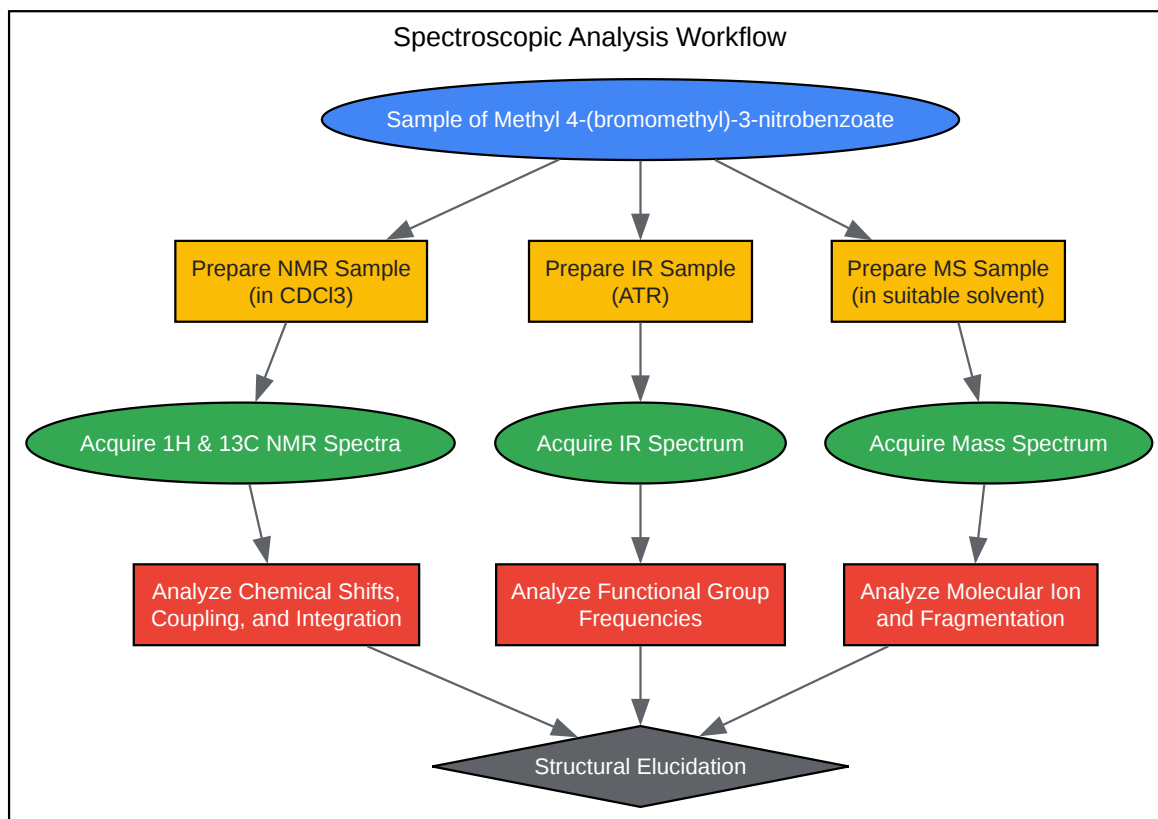 Spectroscopic Analysis Workflow
Sample of Methyl 4-(bromomethyl)-3-nitrobenzoate
Prepare NMR Sample
(in CDCl3)
Prepare IR Sample
(ATR)
Prepare MS Sample
(in suitable solvent)
Acquire 1H & 13C NMR Spectra
Acquire IR Spectrum
Acquire Mass Spectrum
Analyze Chemical Shifts,
Coupling, and Integration
Analyze Functional Group
Frequencies
Analyze Molecular Ion
and Fragmentation
Structural Elucidation